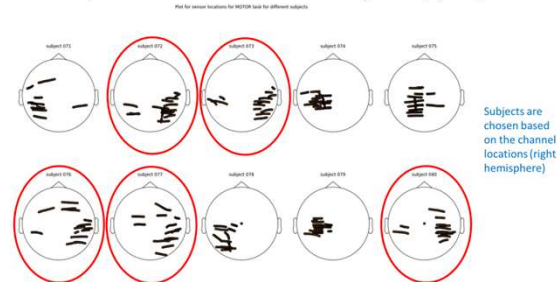 Plot for sensor locations for MOTOR task for different subjects
subject 071
subject 072
subject 073
subject 074
subject 075
Subjects are
chosen based
on the channel
locations (right
hemisphere)
subject 076
subject 077
subject 078
subject 079
subject 080